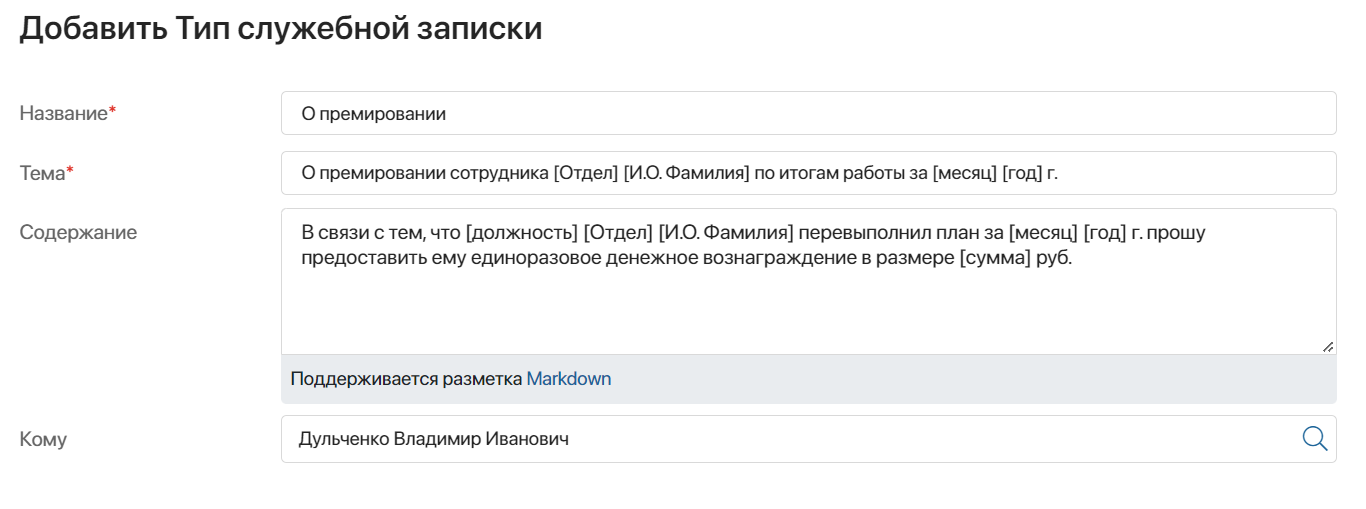 Добавить Тип служебной записки
Название*
О премировании
Тема*
О премировании сотрудника [Отдел] [И.О. Фамилия] по итогам работы за [месяц] [год] г.
Содержание
В связи с тем, что [должность] [Отдел] [И.О. Фамилия] перевыполнил план за [месяц] [год] г. прошу
предоставить ему единоразовое денежное вознаграждение в размере [сумма] руб.
Поддерживается разметка Markdown
Кому
Дульченко Владимир Иванович